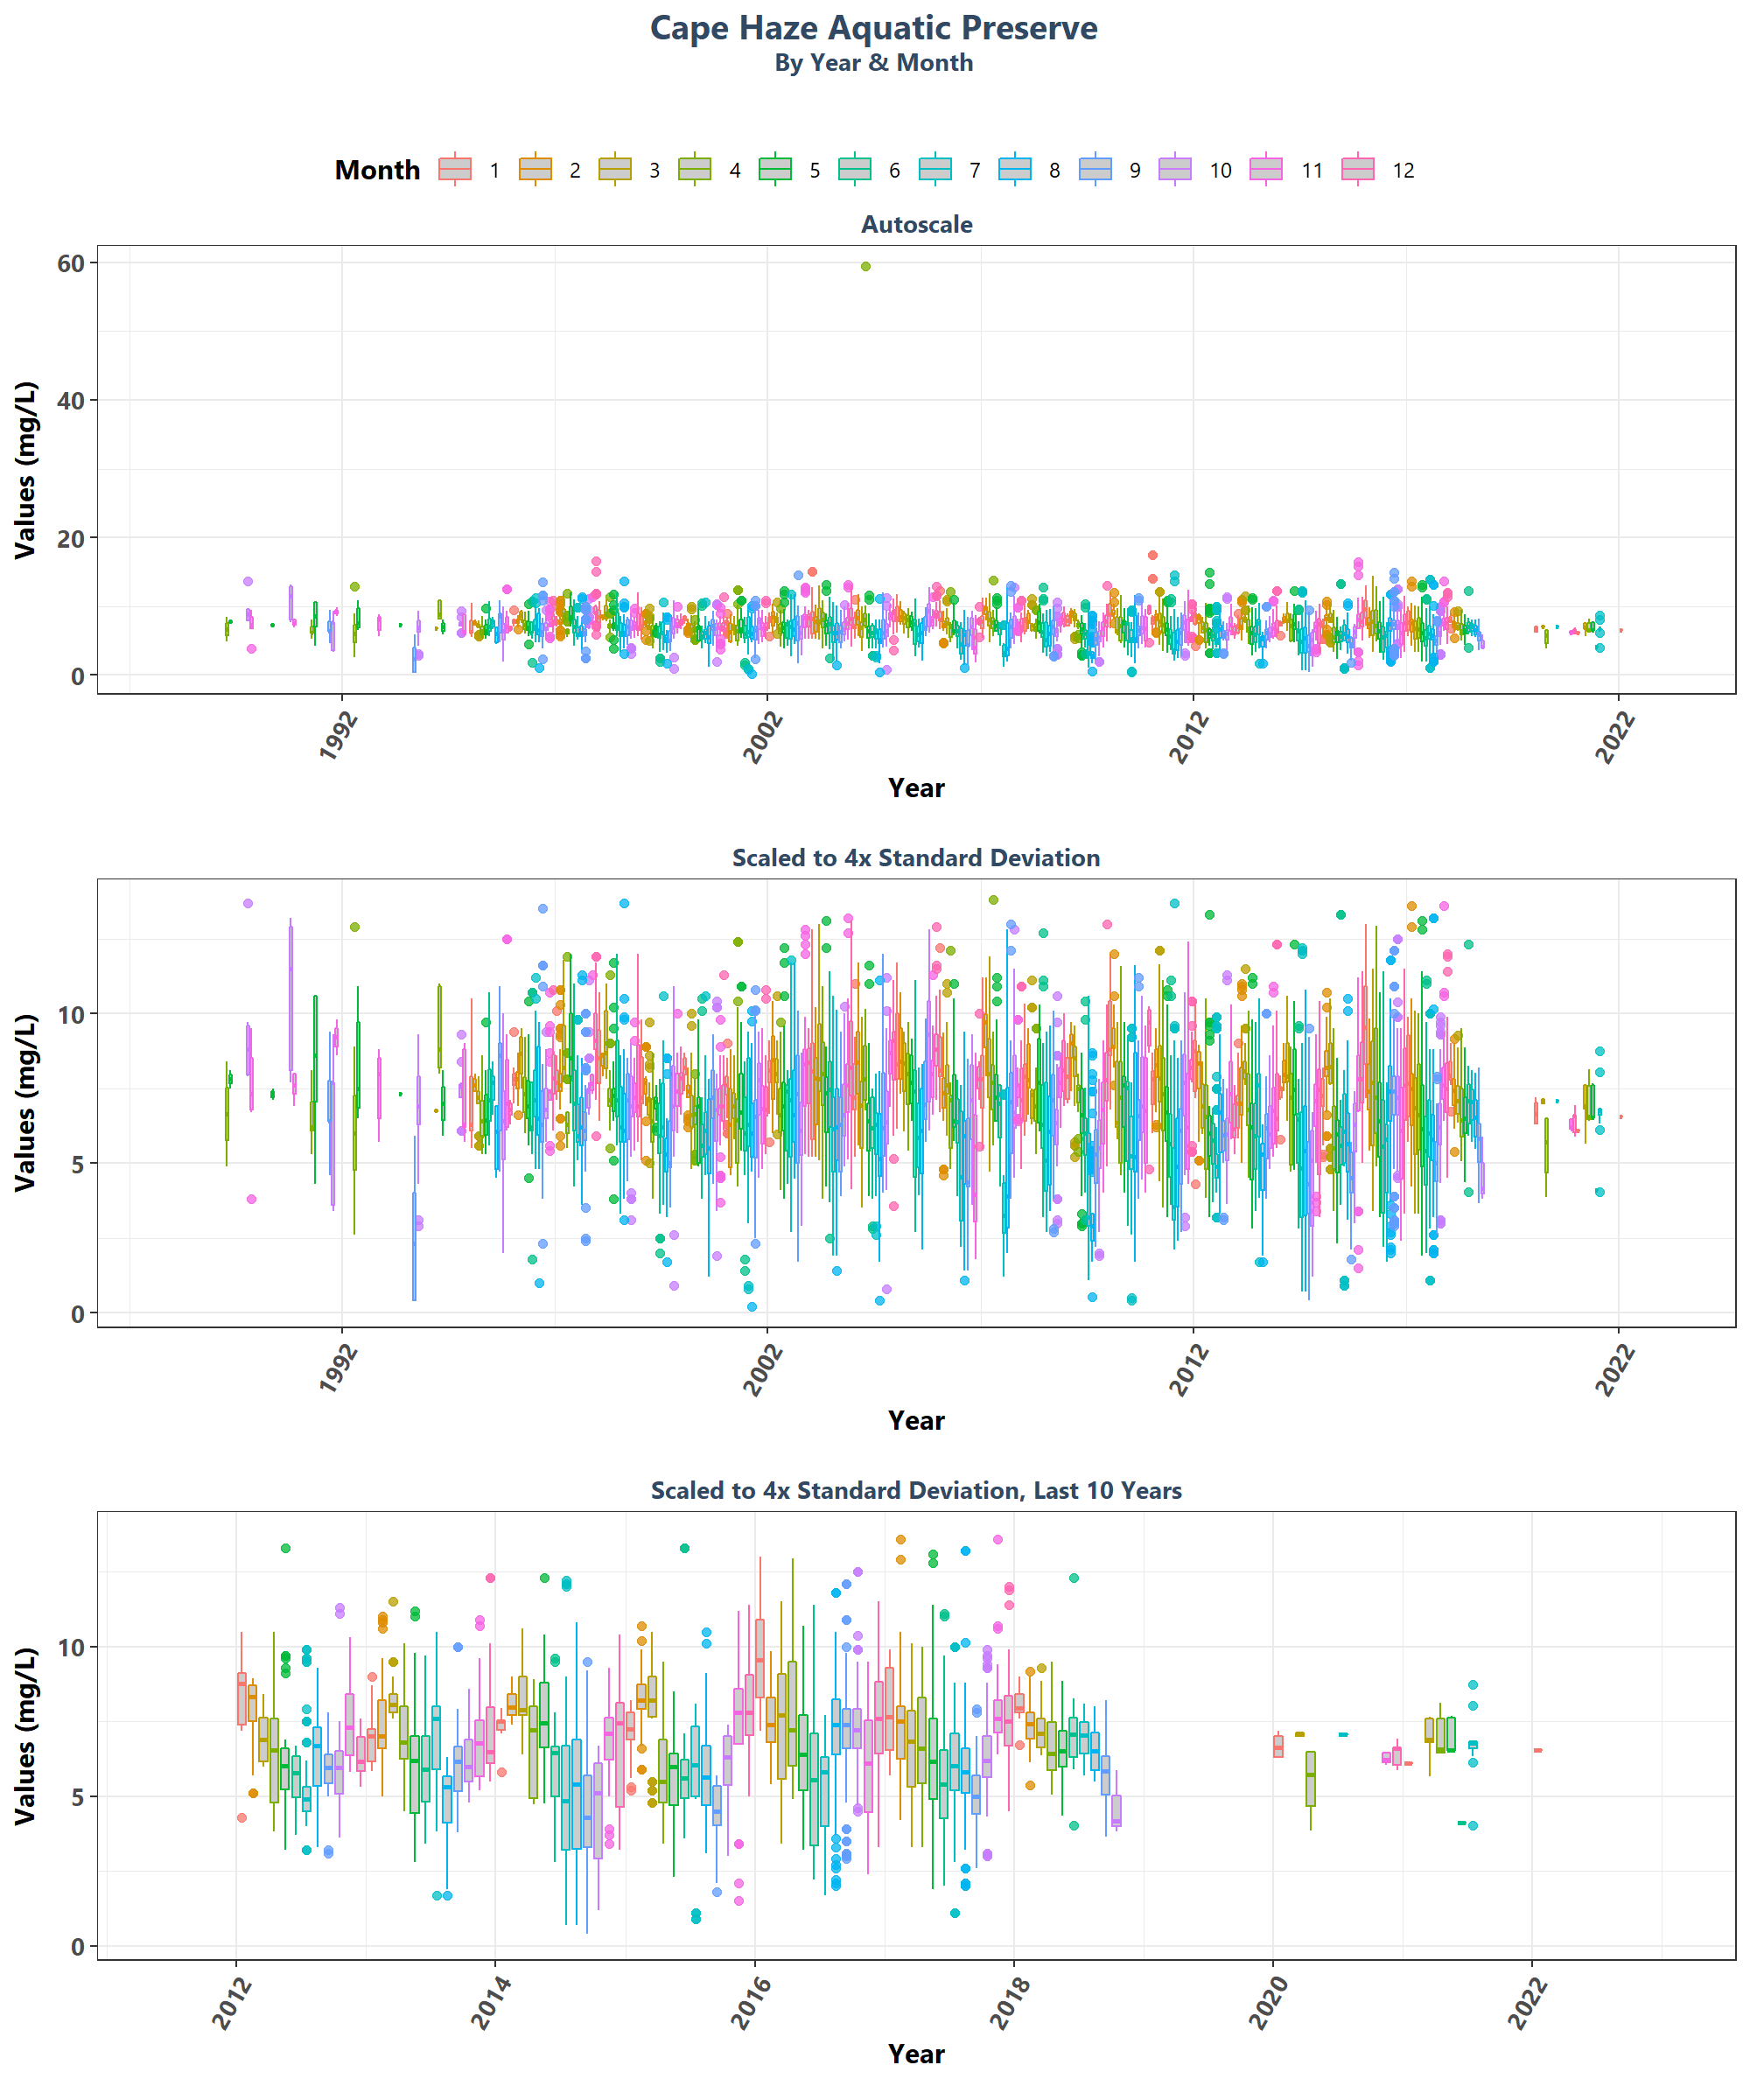 Cape Haze Aquatic Preserve
By Year & Month
Month 1 2 3 4 5 6 7 8 9 10 11 12
Autoscale
Values (mg/L)
60
40
20
0
1992 2002 2012 2022
Year
Scaled to 4x Standard Deviation
Values (mg/L)
10
5
0
1992 2002 2012 2022
Year
Scaled to 4x Standard Deviation, Last 10 Years
Values (mg/L)
10
5
0
2012 2014 2016 2018 2020 2022
Year